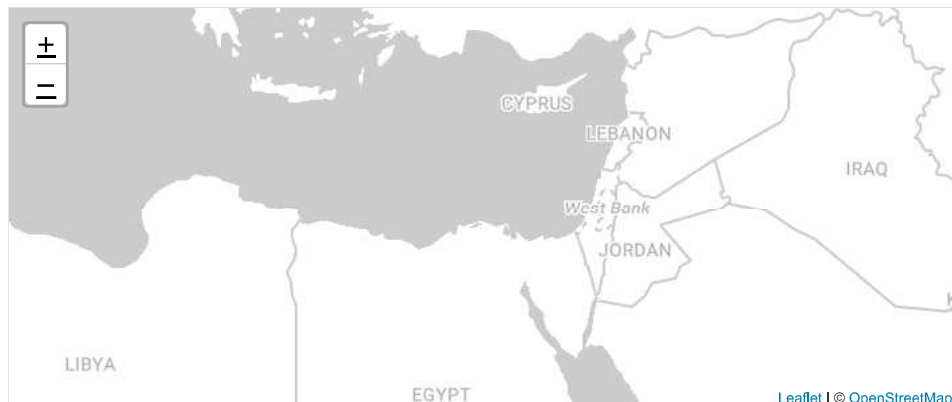 +
−
CYPRUS
LEBANON
IRAQ
West Bank
JORDAN
LIBYA
EGYPT
K
Leaflet | © OpenStreetMap